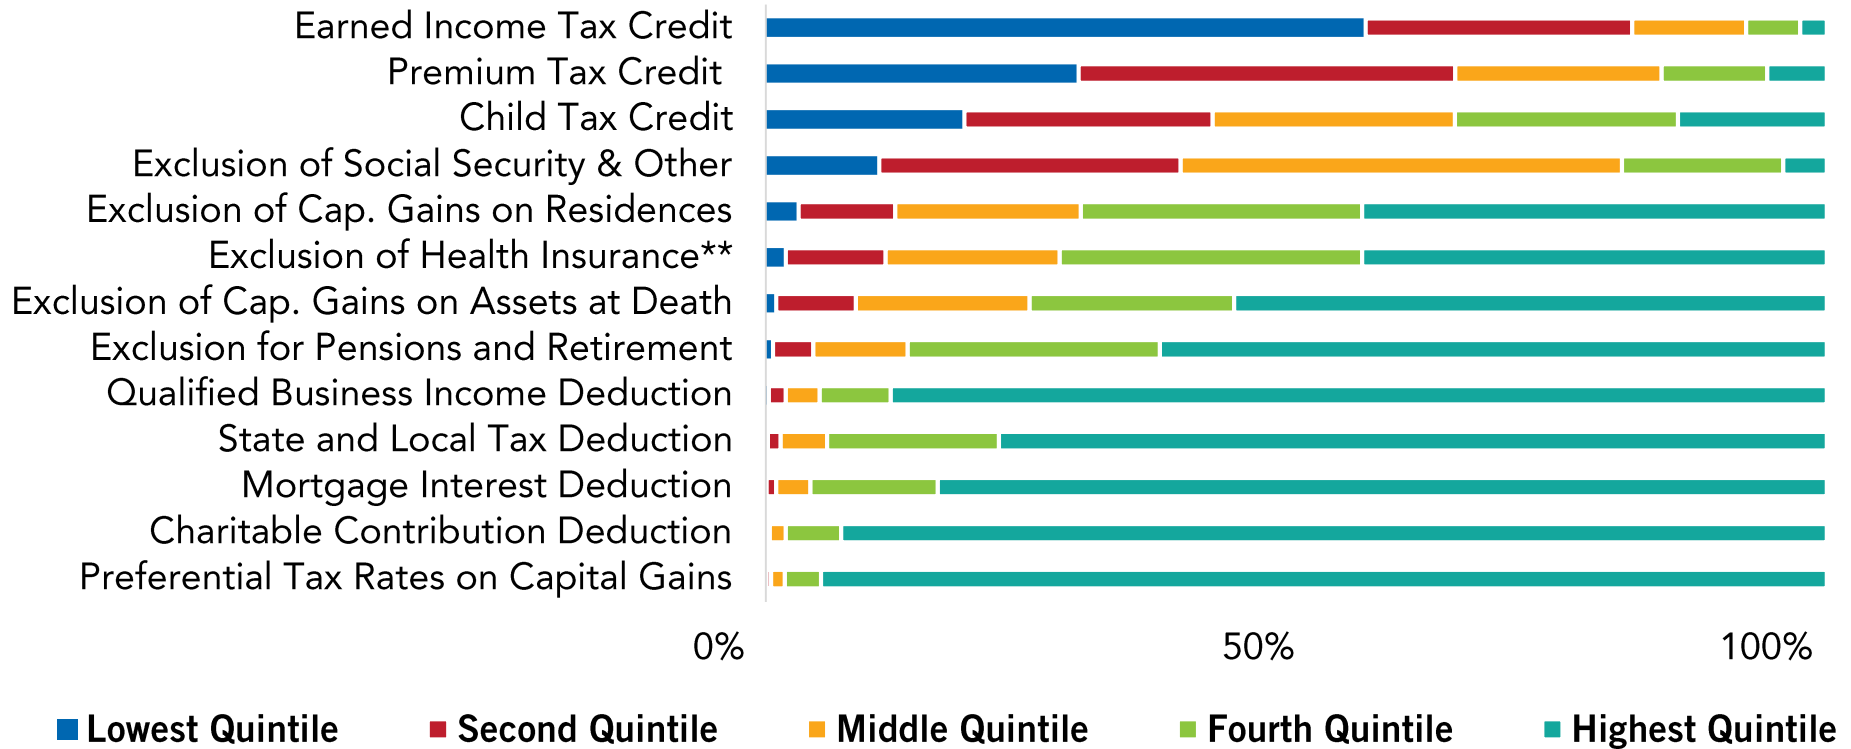 Earned Income Tax Credit
Premium Tax Credit
Child Tax Credit
Exclusion of Social Security & Other
Exclusion of Cap. Gains on Residences
Exclusion of Health Insurance**
Exclusion of Cap. Gains on Assets at Death
Exclusion for Pensions and Retirement
Qualified Business Income Deduction
State and Local Tax Deduction
Mortgage Interest Deduction
Charitable Contribution Deduction
Preferential Tax Rates on Capital Gains
0% 50% 100%
Lowest Quintile Second Quintile Middle Quintile Fourth Quintile Highest Quintile